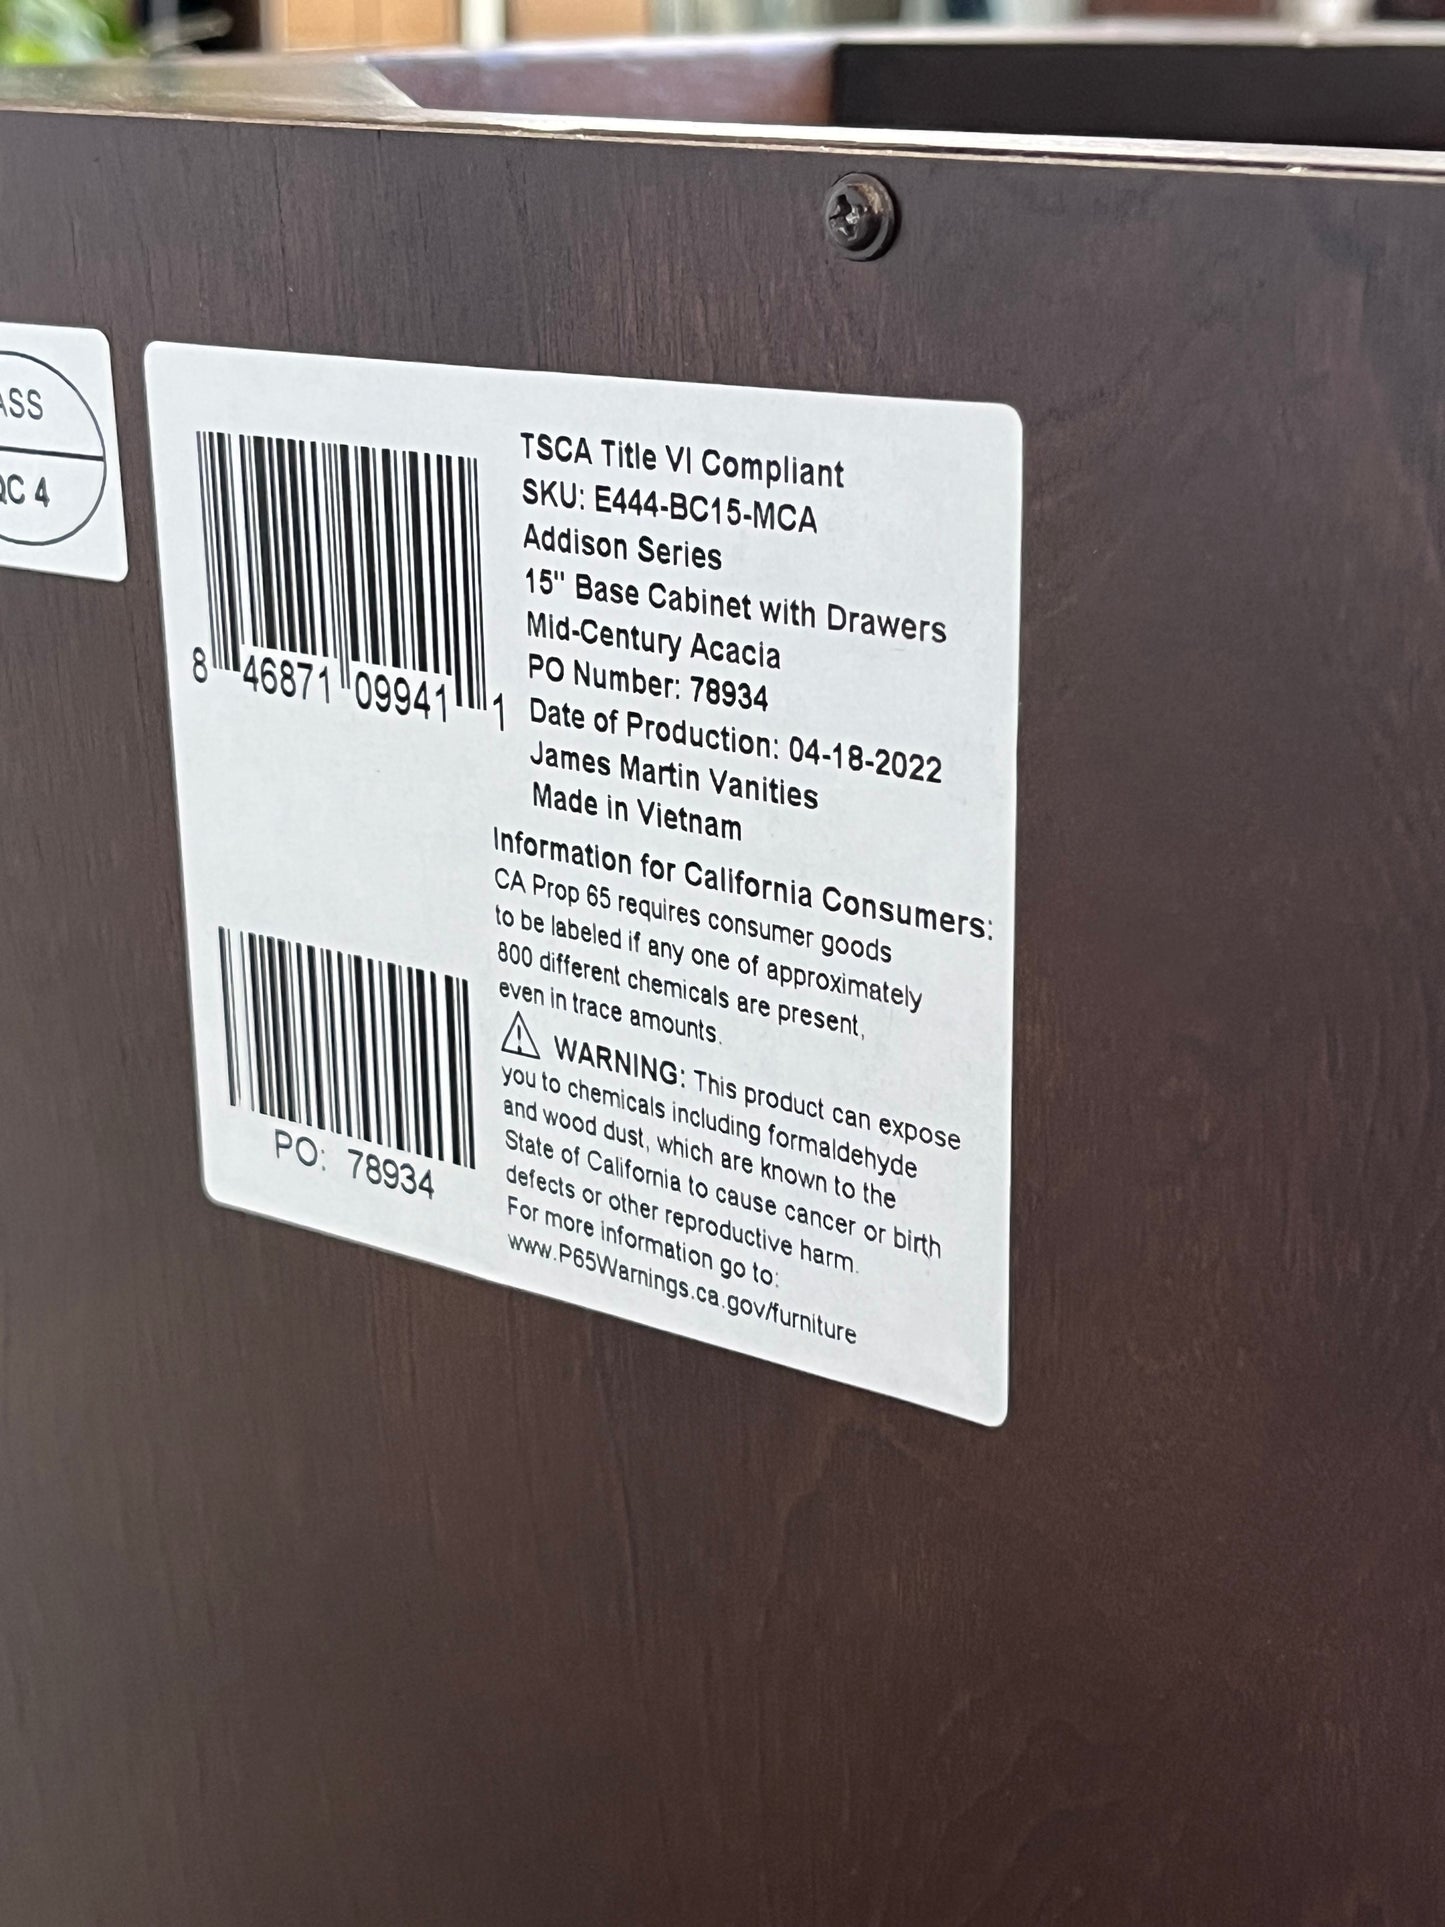 ASS
QC 4
TSCA Title VI Compliant
SKU: E444-BC15-MCA
Addison Series
15" Base Cabinet with Drawers
Mid-Century Acacia
PO Number: 78934
Date of Production: 04-18-2022
James Martin Vanities
Made in Vietnam
8 46871 09941 1
Information for California Consumers:
CA Prop 65 requires consumer goods
to be labeled if any one of approximately
800 different chemicals are present,
even in trace amounts.
⚠ WARNING: This product can expose
you to chemicals including formaldehyde
and wood dust, which are known to the
State of California to cause cancer or birth
defects or other reproductive harm.
For more information go to:
www.P65Warnings.ca.gov/furniture
PO: 78934